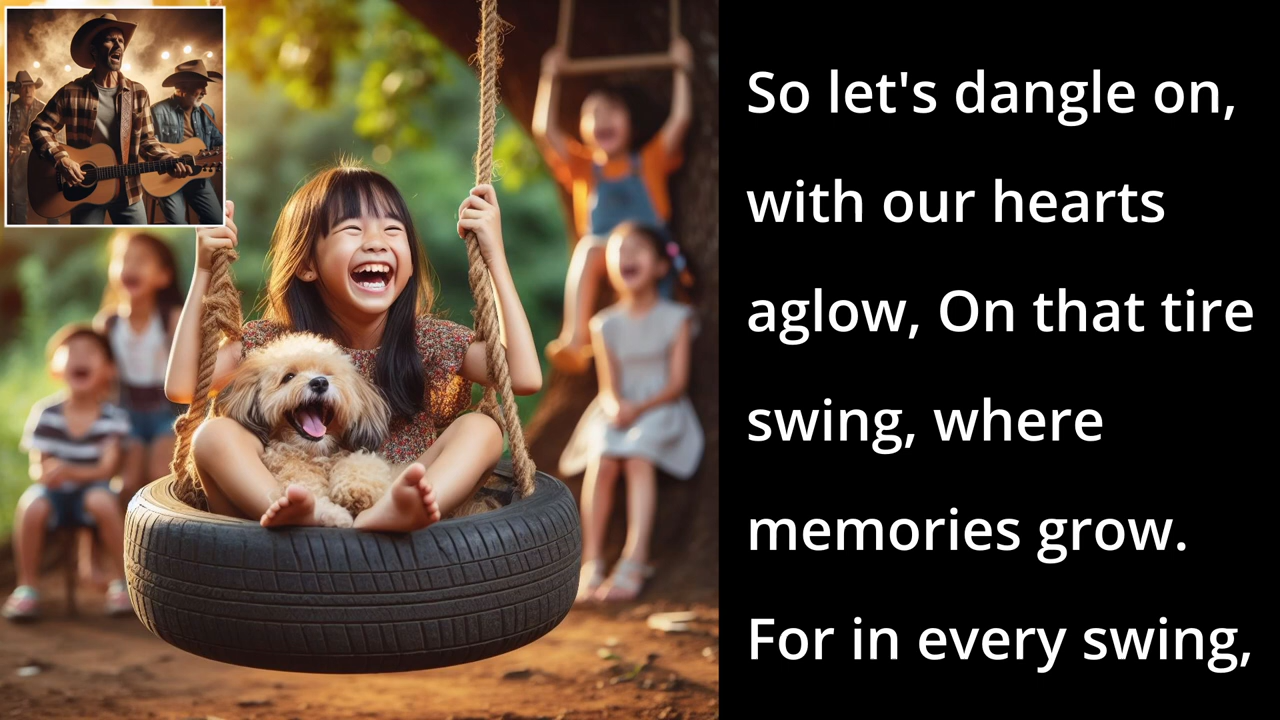 So let's dangle on,
with our hearts
aglow, On that tire
swing, where
memories grow.
For in every swing,